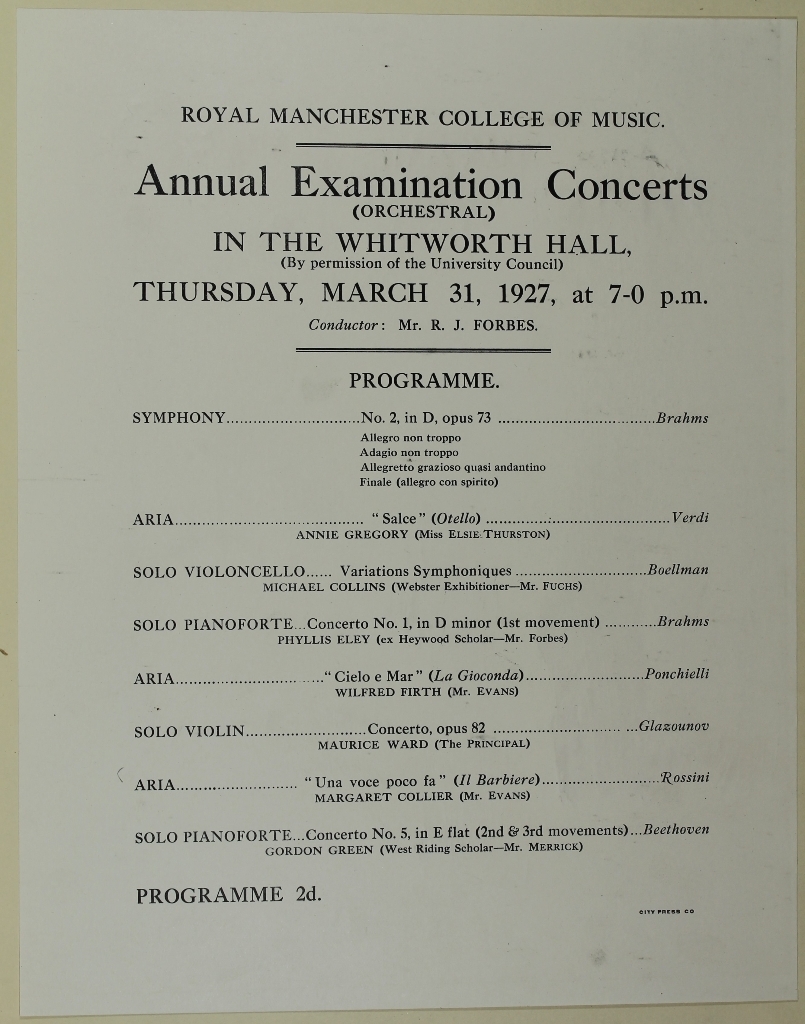 ROYAL MANCHESTER COLLEGE OF MUSIC.
Annual Examination Concerts
(ORCHESTRAL)
IN THE WHITWORTH HALL,
(By permission of the University Council)
THURSDAY, MARCH 31, 1927, at 7-0 p.m.
Conductor: Mr. R. J. FORBES.
PROGRAMME.
SYMPHONY..............................No. 2, in D, opus 73 ...................................Brahms
Allegro non troppo
Adagio non troppo
Allegretto grazioso quasi andantino
Finale (allegro con spirito)
ARIA.......................................... "Salce" (Otello) .........................................Verdi
ANNIE GREGORY (Miss ELSIE THURSTON)
SOLO VIOLONCELLO...... Variations Symphoniques .............................Boellman
MICHAEL COLLINS (Webster Exhibitioner—Mr. FUCHS)
SOLO PIANOFORTE...Concerto No. 1, in D minor (1st movement) ............Brahms
PHYLLIS ELEY (ex Heywood Scholar—Mr. Forbes)
ARIA.................................."Cielo e Mar" (La Gioconda)..........................Ponchielli
WILFRED FIRTH (Mr. EVANS)
SOLO VIOLIN...........................Concerto, opus 82 ............................. ...Glazounov
MAURICE WARD (The PRINCIPAL)
ARIA........................... "Una voce poco fa" (Il Barbiere)..........................Rossini
MARGARET COLLIER (Mr. EVANS)
SOLO PIANOFORTE...Concerto No. 5, in E flat (2nd & 3rd movements)...Beethoven
GORDON GREEN (West Riding Scholar—Mr. MERRICK)
PROGRAMME 2d.
CITY PRESS CO